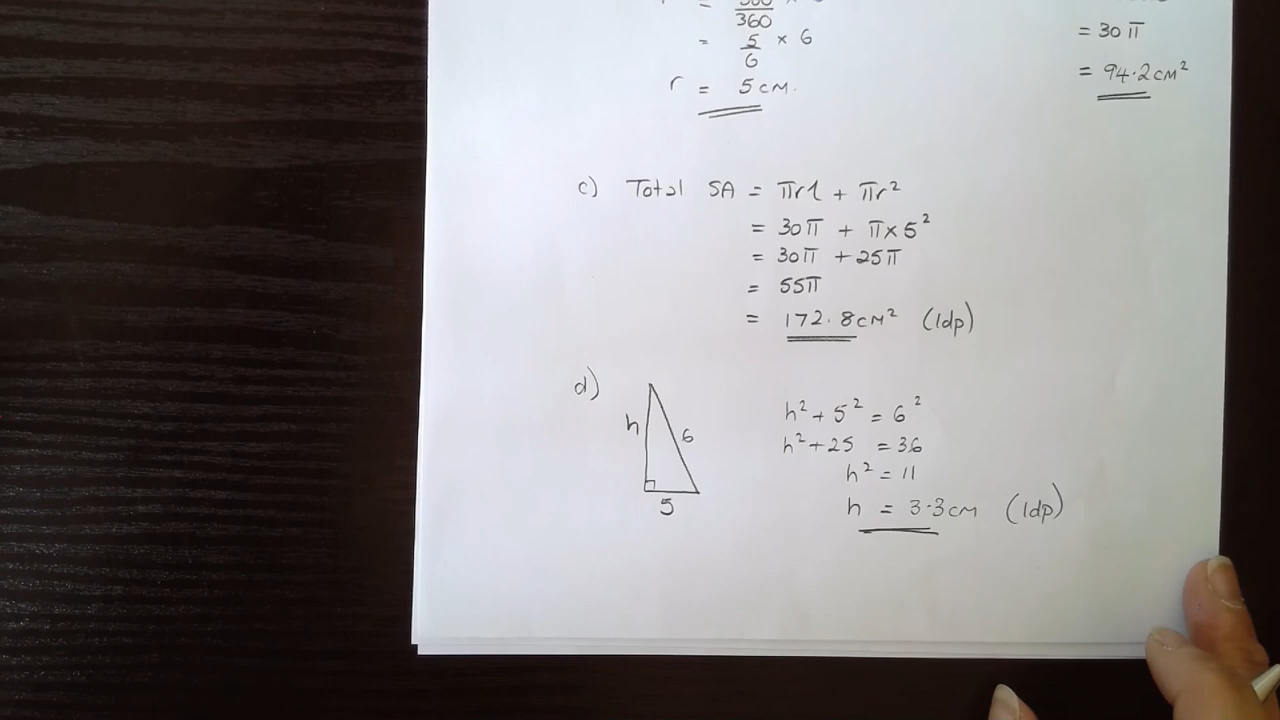 360
= 5/6 × 6
r = 5cm.
= 30π
= 94.2cm²
c) Total SA = πrl + πr²
= 30π + π×5²
= 30π + 25π
= 55π
= 172.8cm² (1dp)
d)
h
6
5
h² + 5² = 6²
h² + 25 = 36
h² = 11
h = 3.3cm (1dp)